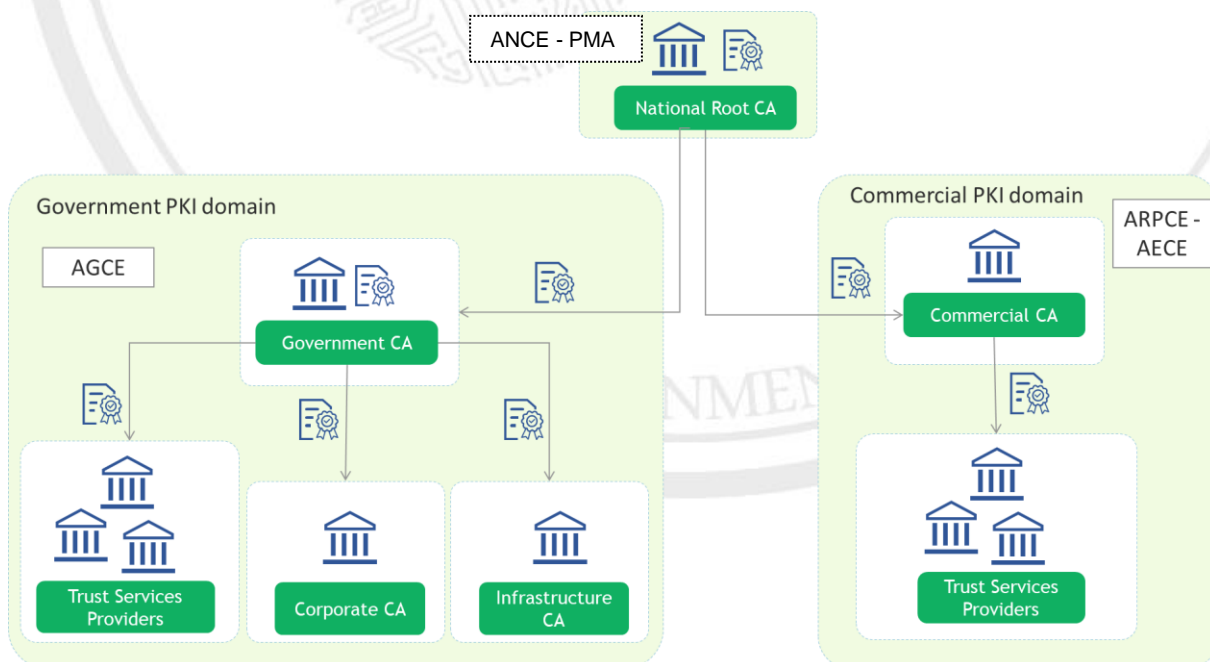 ANCE - PMA
National Root CA
Government PKI domain
AGCE
Government CA
Trust Services
Providers
Corporate CA
Infrastructure
CA
Commercial PKI domain
ARPCE -
AECE
Commercial CA
Trust Services
Providers
NMEN